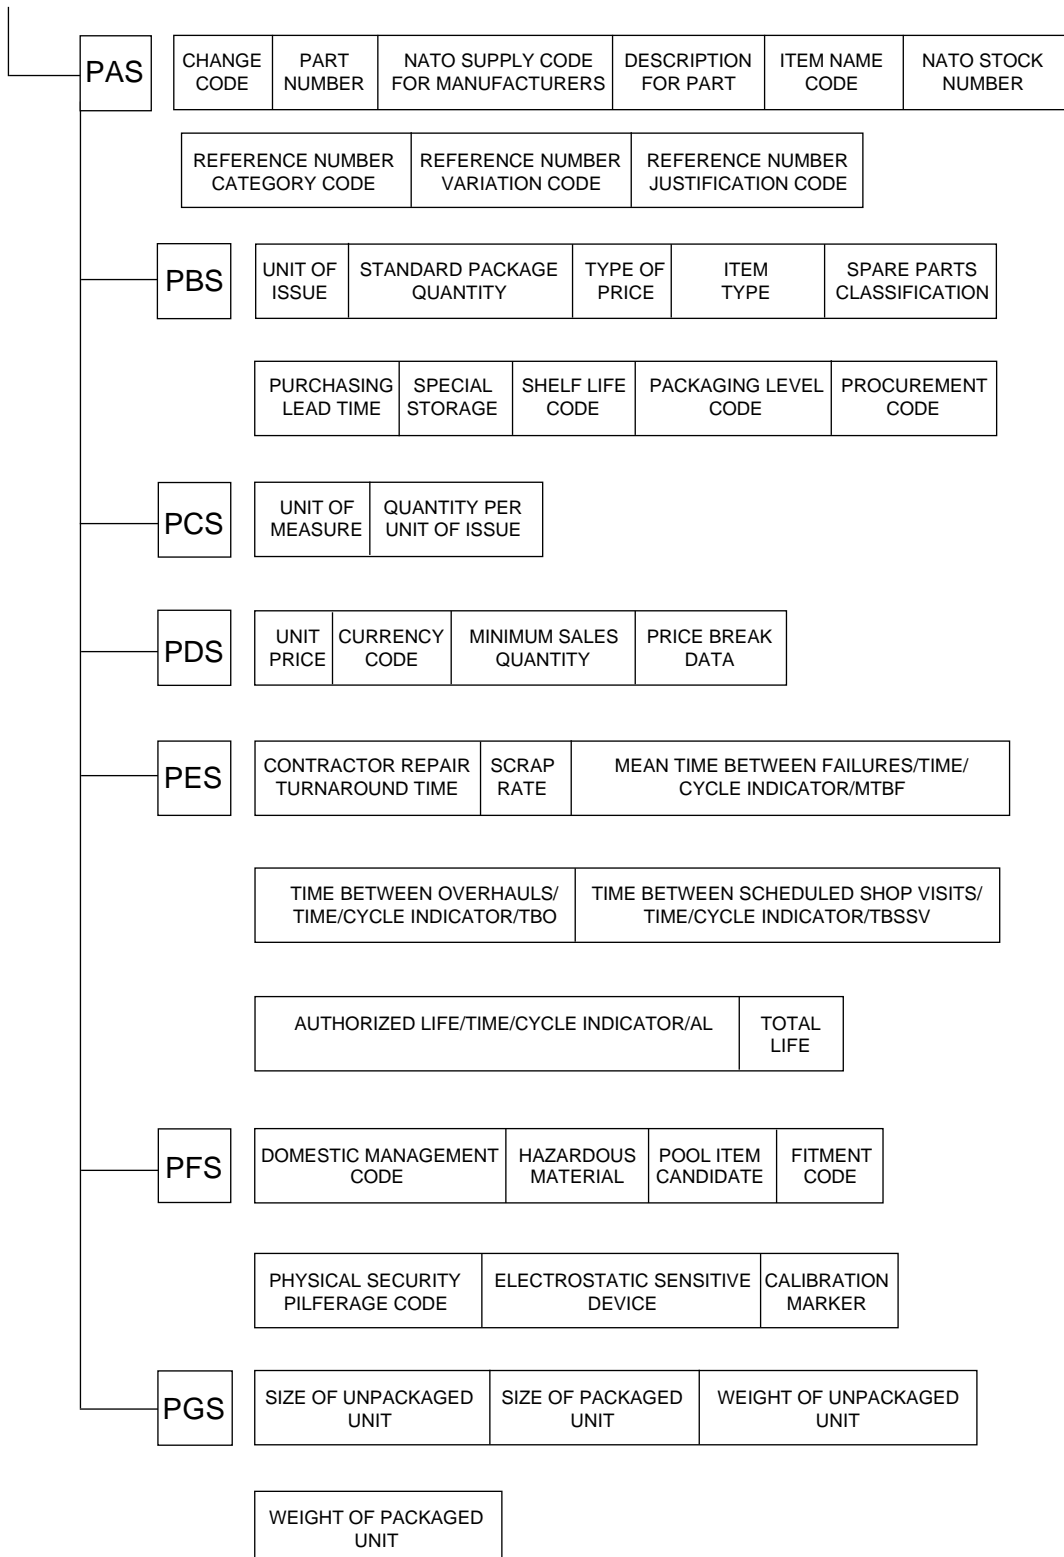 PAS
CHANGE CODE
PART NUMBER
NATO SUPPLY CODE FOR MANUFACTURERS
DESCRIPTION FOR PART
ITEM NAME CODE
NATO STOCK NUMBER
REFERENCE NUMBER CATEGORY CODE
REFERENCE NUMBER VARIATION CODE
REFERENCE NUMBER JUSTIFICATION CODE
PBS
UNIT OF ISSUE
STANDARD PACKAGE QUANTITY
TYPE OF PRICE
ITEM TYPE
SPARE PARTS CLASSIFICATION
PURCHASING LEAD TIME
SPECIAL STORAGE
SHELF LIFE CODE
PACKAGING LEVEL CODE
PROCUREMENT CODE
PCS
UNIT OF MEASURE
QUANTITY PER UNIT OF ISSUE
PDS
UNIT PRICE
CURRENCY CODE
MINIMUM SALES QUANTITY
PRICE BREAK DATA
PES
CONTRACTOR REPAIR TURNAROUND TIME
SCRAP RATE
MEAN TIME BETWEEN FAILURES/TIME/ CYCLE INDICATOR/MTBF
TIME BETWEEN OVERHAULS/ TIME/CYCLE INDICATOR/TBO
TIME BETWEEN SCHEDULED SHOP VISITS/ TIME/CYCLE INDICATOR/TBSSV
AUTHORIZED LIFE/TIME/CYCLE INDICATOR/AL
TOTAL LIFE
PFS
DOMESTIC MANAGEMENT CODE
HAZARDOUS MATERIAL
POOL ITEM CANDIDATE
FITMENT CODE
PHYSICAL SECURITY PILFERAGE CODE
ELECTROSTATIC SENSITIVE DEVICE
CALIBRATION MARKER
PGS
SIZE OF UNPACKAGED UNIT
SIZE OF PACKAGED UNIT
WEIGHT OF UNPACKAGED UNIT
WEIGHT OF PACKAGED UNIT